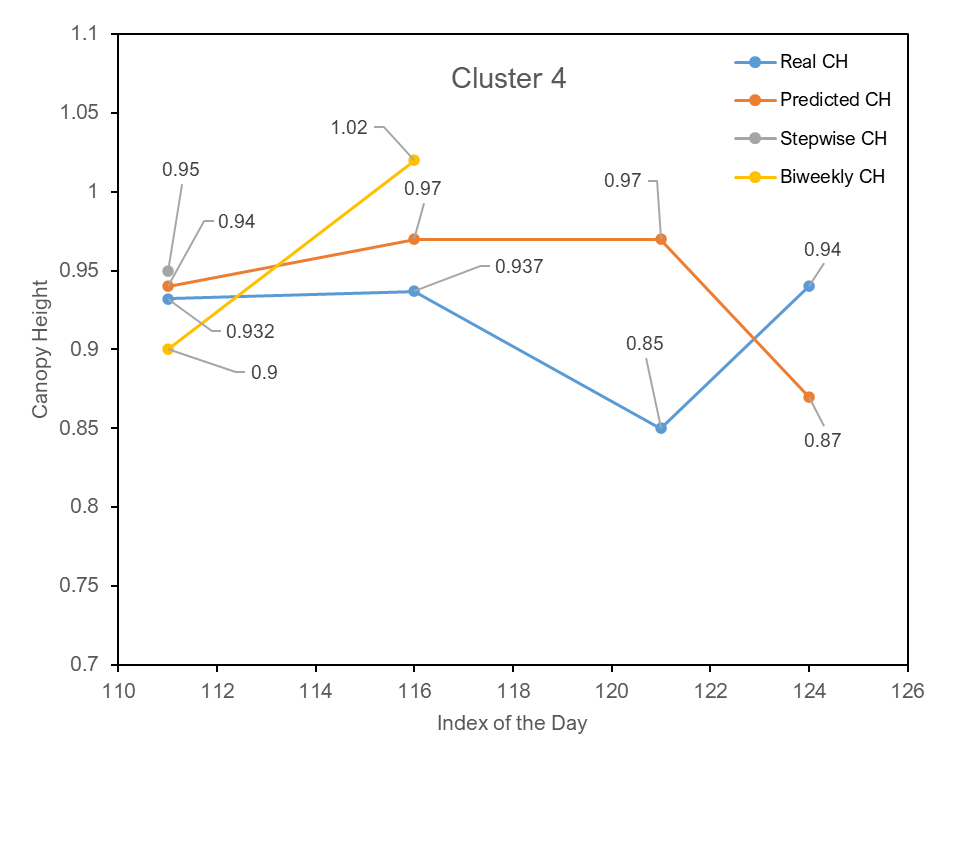 Cluster 4
Real CH
Predicted CH
Stepwise CH
Biweekly CH
1.1
1.05
1
0.95
0.9
0.85
0.8
0.75
0.7
Canopy Height
0.95
0.94
0.932
0.9
1.02
0.97
0.937
0.97
0.85
0.94
0.87
110 112 114 116 118 120 122 124 126
Index of the Day